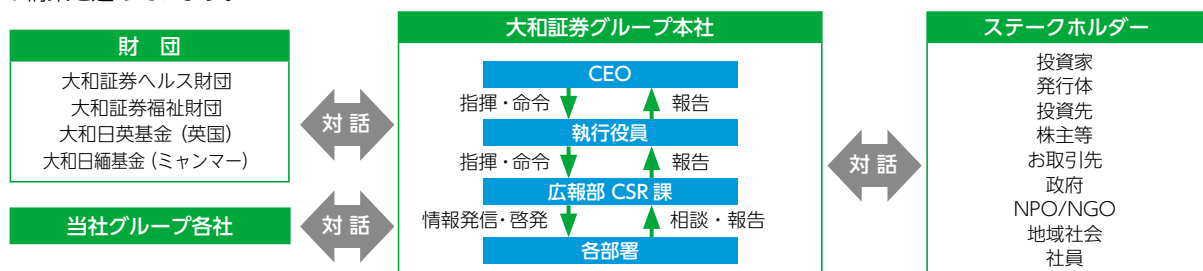 財 団
大和証券ヘルス財団
大和証券福祉財団
大和日英基金（英国）
大和日緬基金（ミャンマー）
対 話
当社グループ各社
対 話
大和証券グループ本社
CEO
指揮・命令
報告
執行役員
指揮・命令
報告
広報部 CSR 課
情報発信・啓発
相談・報告
各部署
対 話
ステークホルダー
投資家
発行体
投資先
株主等
お取引先
政府
NPO/NGO
地域社会
社員